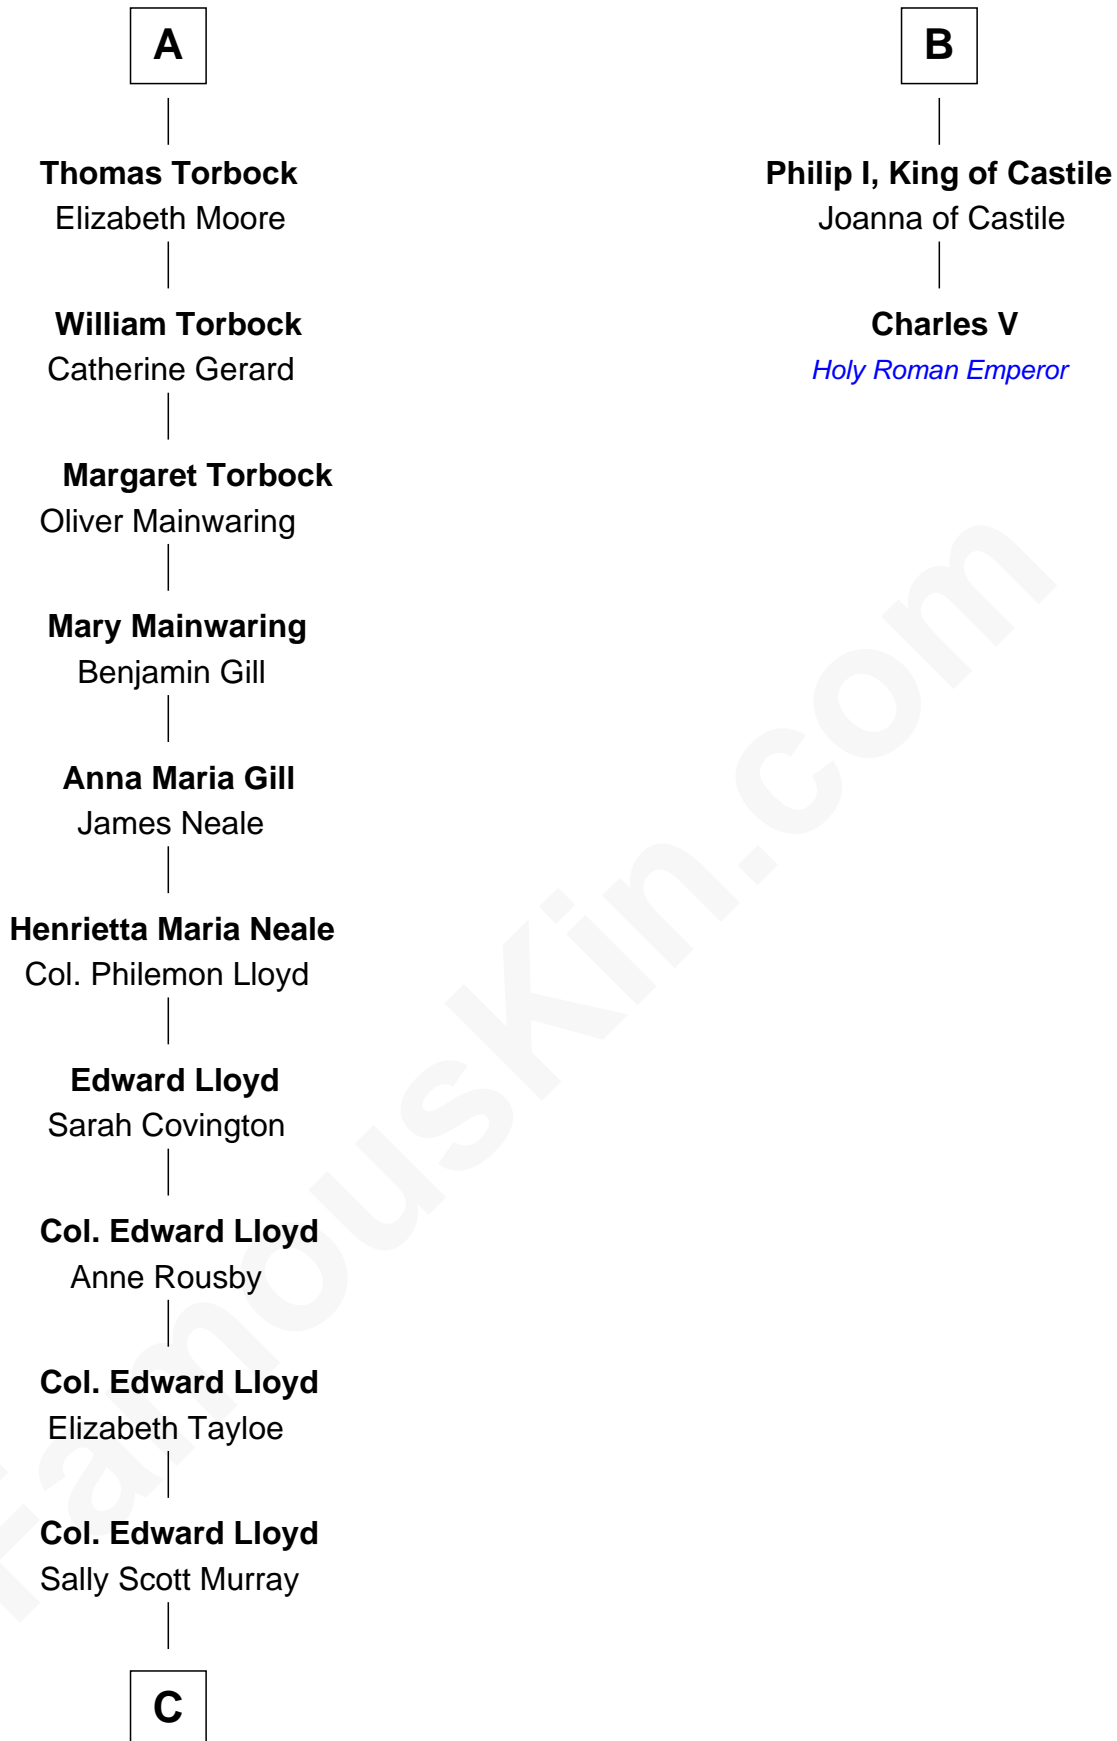 A
Thomas Torbock
Elizabeth Moore
William Torbock
Catherine Gerard
Margaret Torbock
Oliver Mainwaring
Mary Mainwaring
Benjamin Gill
Anna Maria Gill
James Neale
Henrietta Maria Neale
Col. Philemon Lloyd
Edward Lloyd
Sarah Covington
Col. Edward Lloyd
Anne Rousby
Col. Edward Lloyd
Elizabeth Tayloe
Col. Edward Lloyd
Sally Scott Murray
C
B
Philip I, King of Castile
Joanna of Castile
Charles V
Holy Roman Emperor
FamousKin.com